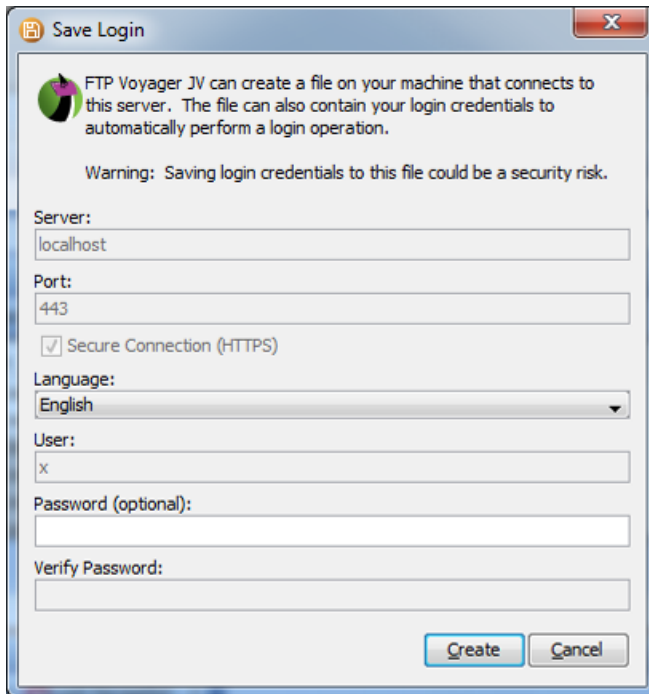 Save Login
FTP Voyager JV can create a file on your machine that connects to
this server.  The file can also contain your login credentials to
automatically perform a login operation.
Warning:  Saving login credentials to this file could be a security risk.
Server:
localhost
Port:
443
Secure Connection (HTTPS)
Language:
English
User:
x
Password (optional):
Verify Password:
Create
Cancel